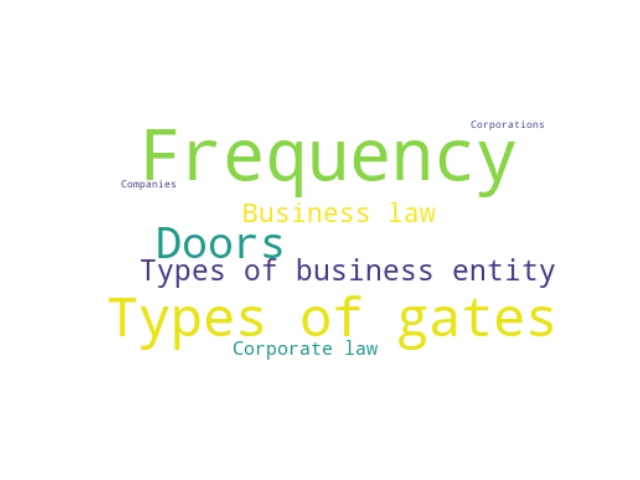 Corporations
Frequency
Companies
Business law
Doors
Types of business entity
Types of gates
Corporate law